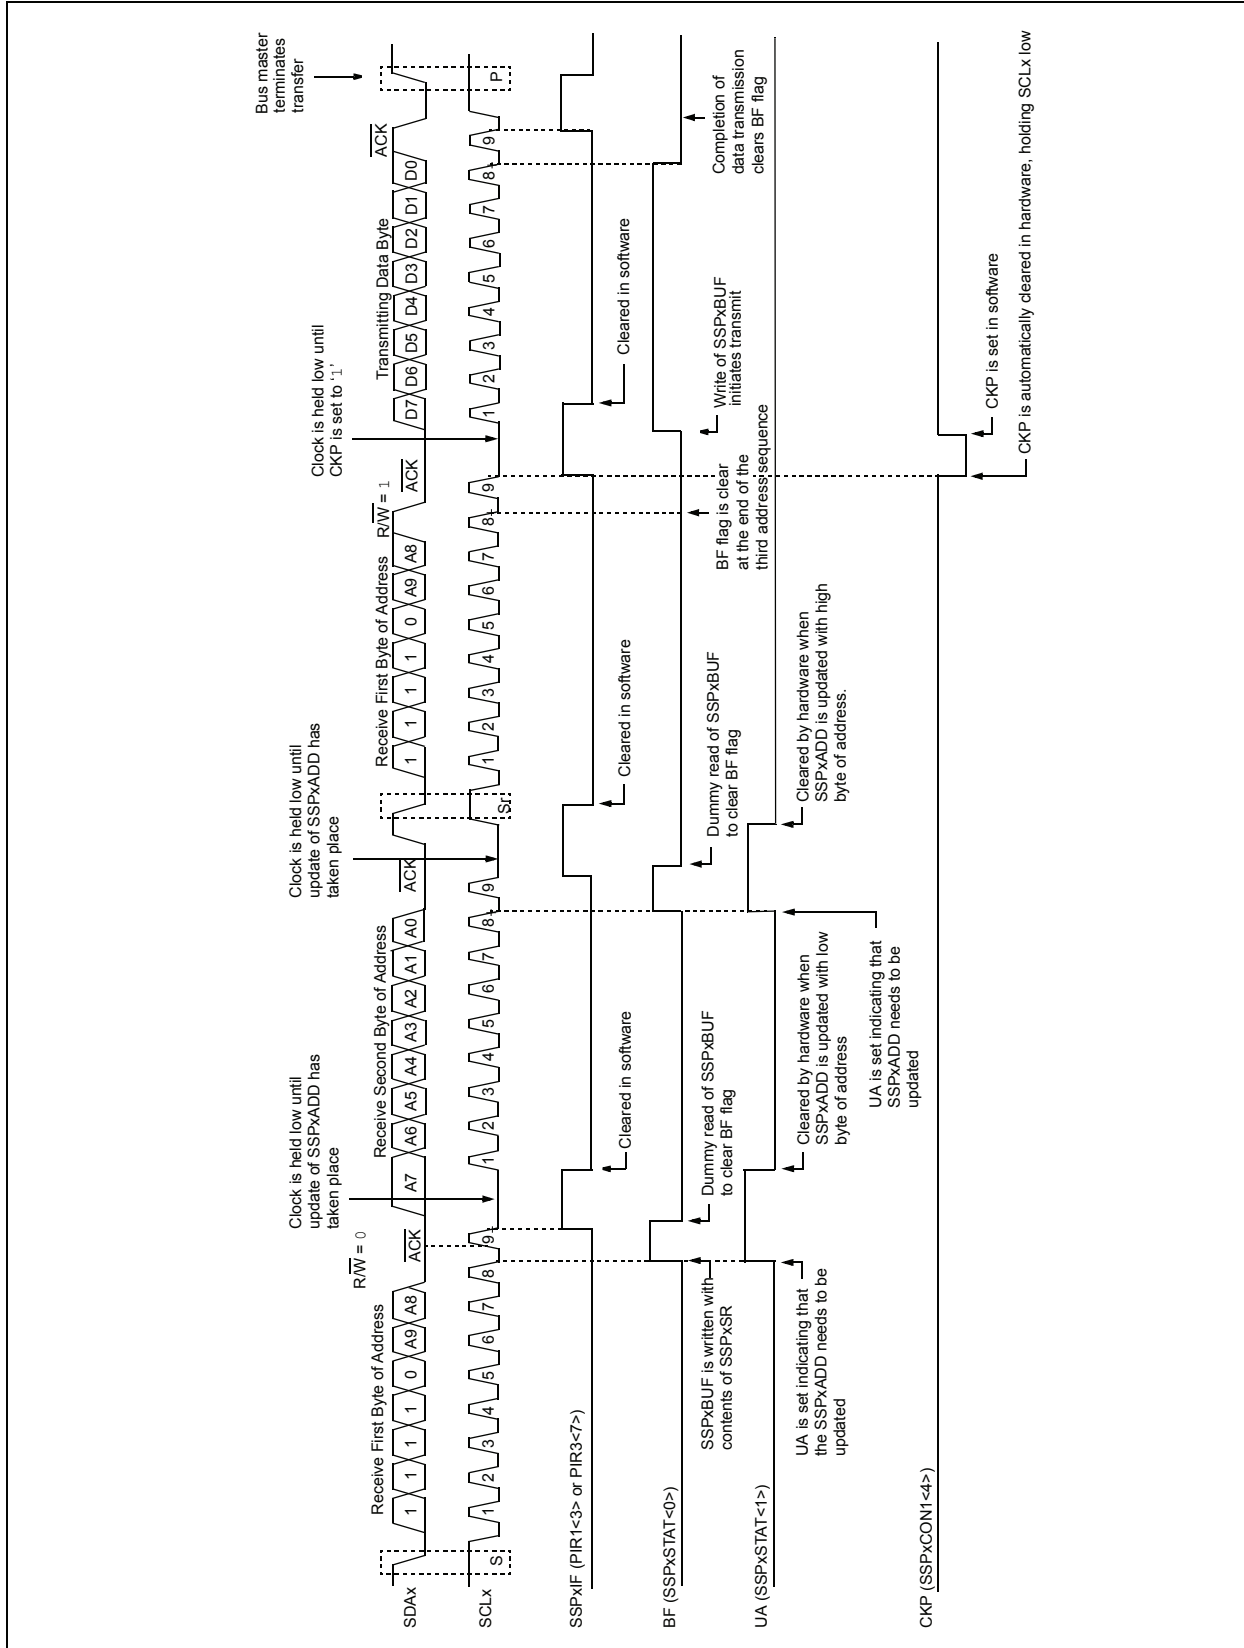 SDAx
SCLx
SSPxIF (PIR1<3> or PIR3<7>)
BF (SSPxSTAT<0>)
UA (SSPxSTAT<1>)
CKP (SSPxCON1<4>)
S
Receive First Byte of Address
1 1 1 1 0 A9 A8
R/W = 0
ACK
1 2 3 4 5 6 7 8 9
Clock is held low until
update of SSPxADD has
taken place
Receive Second Byte of Address
A7 A6 A5 A4 A3 A2 A1 A0
ACK
1 2 3 4 5 6 7 8 9
Clock is held low until
update of SSPxADD has
taken place
Sr
Receive First Byte of Address
1 1 1 1 0 A9 A8
R/W = 1
ACK
1 2 3 4 5 6 7 8 9
Clock is held low until
CKP is set to ‘1’
Transmitting Data Byte
D7 D6 D5 D4 D3 D2 D1 D0
ACK
1 2 3 4 5 6 7 8 9
Bus master
terminates
transfer
P
Cleared in software
Cleared in software
Cleared in software
SSPxBUF is written with
contents of SSPxSR
Dummy read of SSPxBUF
to clear BF flag
Dummy read of SSPxBUF
to clear BF flag
BF flag is clear
at the end of the
third address sequence
Write of SSPxBUF
initiates transmit
Completion of
data transmission
clears BF flag
UA is set indicating that
the SSPxADD needs to be
updated
Cleared by hardware when
SSPxADD is updated with low
byte of address
UA is set indicating that
SSPxADD needs to be
updated
Cleared by hardware when
SSPxADD is updated with high
byte of address.
CKP is set in software
CKP is automatically cleared in hardware, holding SCLx low